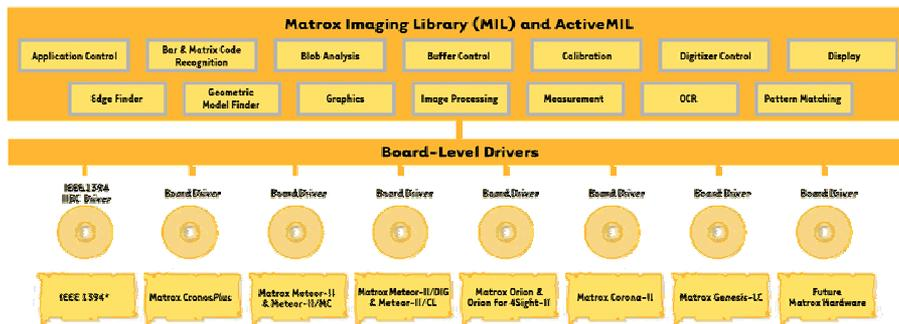 Matrox Imaging Library (MIL) and ActiveMIL
Application Control
Bar & Matrix Code
Recognition
Blob Analysis
Buffer Control
Calibration
Digitizer Control
Display
Edge Finder
Geometric
Model Finder
Graphics
Image Processing
Measurement
OCR
Pattern Matching
Board-Level Drivers
IEEE 1394
IIDC Driver
Board Driver
Board Driver
Board Driver
Board Driver
Board Driver
Board Driver
Board Driver
IEEE 1394*
Matrox CronosPlus
Matrox Meteor-II
& Meteor-II/MC
Matrox Meteor-II/DIG
& Meteor-II/CL
Matrox Orion &
Orion for 4Sight-II
Matrox Corona-II
Matrox Genesis-LC
Future
Matrox Hardware